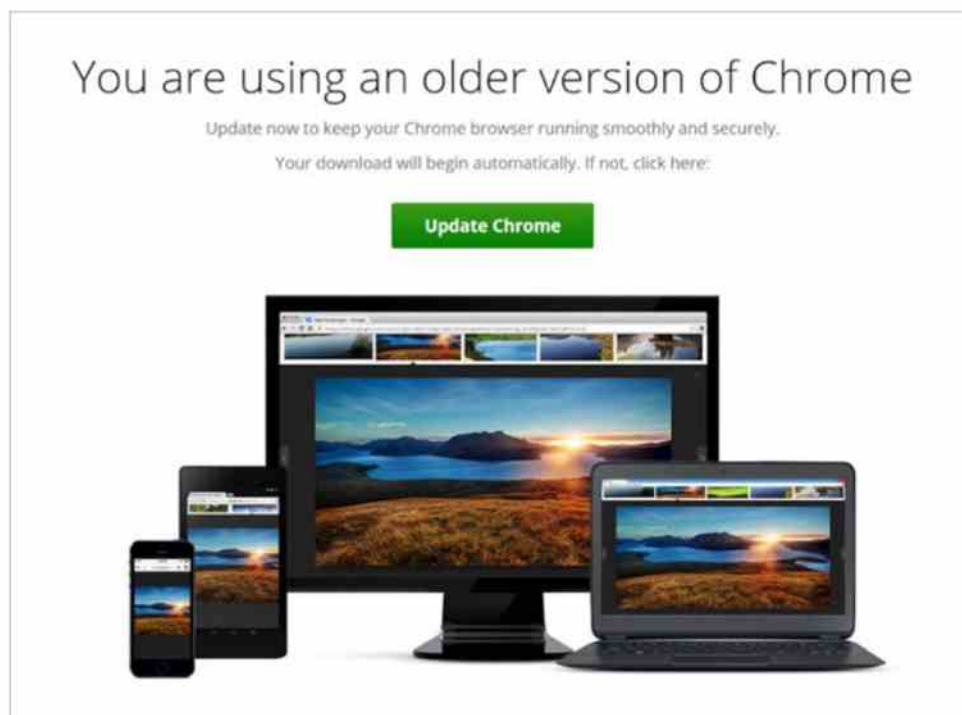 You are using an older version of Chrome
Update now to keep your Chrome browser running smoothly and securely.
Your download will begin automatically. If not, click here:
Update Chrome